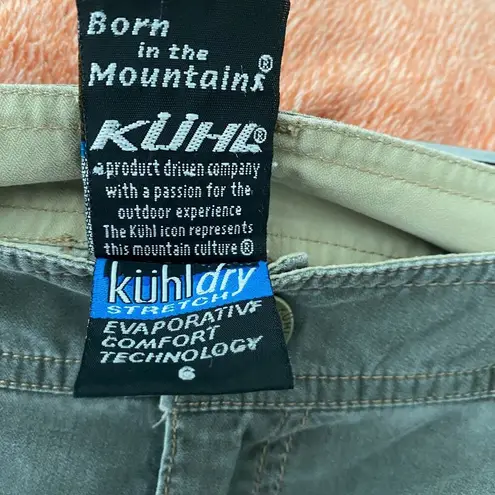 Born
in the
Mountains®
KÜHL®
a product driven company
with a passion for the
outdoor experience
The Kühl icon represents
this mountain culture®
kühldry
STRETCH
EVAPORATIVE
COMFORT
TECHNOLOGY
6